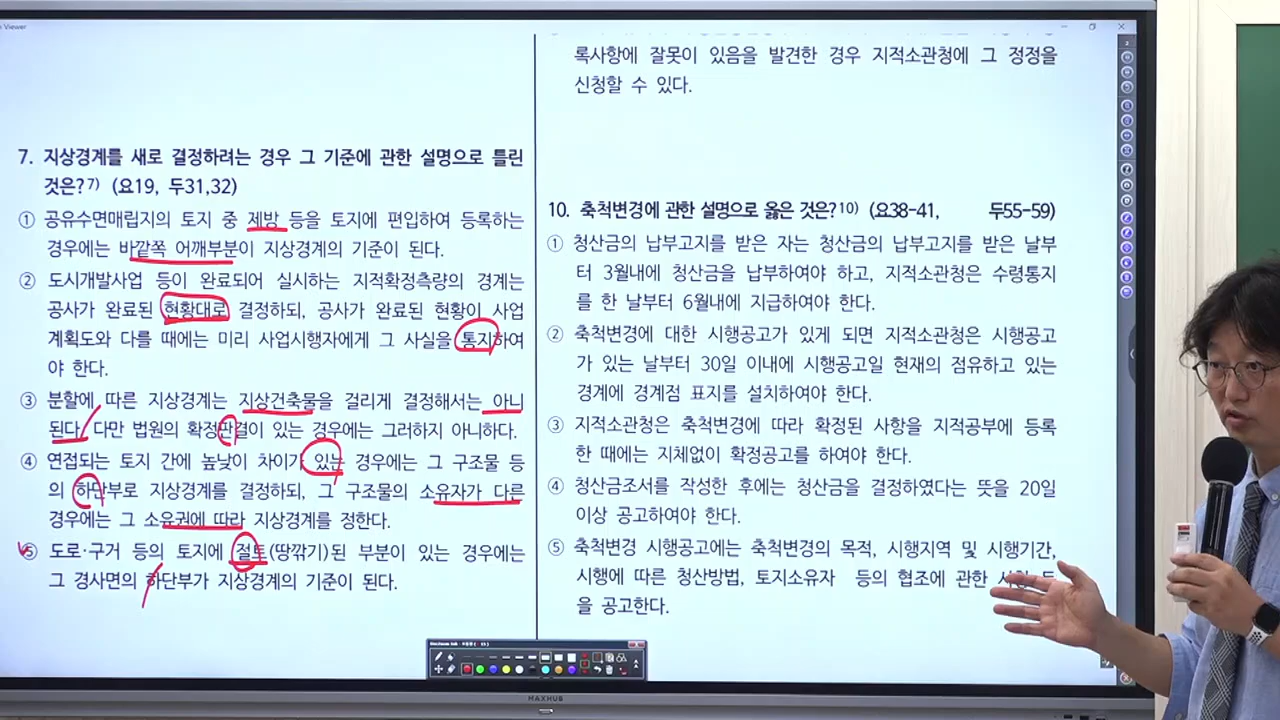 Viewer
7. 지상경계를 새로 결정하려는 경우 그 기준에 관한 설명으로 틀린
것은?7) (요19, 두31,32)
① 공유수면매립지의 토지 중 제방 등을 토지에 편입하여 등록하는
경우에는 바깥쪽 어깨부분이 지상경계의 기준이 된다.
② 도시개발사업 등이 완료되어 실시하는 지적확정측량의 경계는
공사가 완료된 현황대로 결정하되, 공사가 완료된 현황이 사업
계획도와 다를 때에는 미리 사업시행자에게 그 사실을 통지하여
야 한다.
③ 분할에 따른 지상경계는 지상건축물을 걸리게 결정해서는 아니
된다. 다만 법원의 확정판결이 있는 경우에는 그러하지 아니하다.
④ 연접되는 토지 간에 높낮이 차이가 있는 경우에는 그 구조물 등
의 하단부로 지상경계를 결정하되, 그 구조물의 소유자가 다른
경우에는 그 소유권에 따라 지상경계를 정한다.
⑤ 도로·구거 등의 토지에 절토(땅깎기)된 부분이 있는 경우에는
그 경사면의 하단부가 지상경계의 기준이 된다.
록사항에 잘못이 있음을 발견한 경우 지적소관청에 그 정정을
신청할 수 있다.
10. 축척변경에 관한 설명으로 옳은 것은?10) (요38-41, 두55-59)
① 청산금의 납부고지를 받은 자는 청산금의 납부고지를 받은 날부
터 3월내에 청산금을 납부하여야 하고, 지적소관청은 수령통지
를 한 날부터 6월내에 지급하여야 한다.
② 축척변경에 대한 시행공고가 있게 되면 지적소관청은 시행공고
가 있는 날부터 30일 이내에 시행공고일 현재의 점유하고 있는
경계에 경계점 표지를 설치하여야 한다.
③ 지적소관청은 축척변경에 따라 확정된 사항을 지적공부에 등록
한 때에는 지체없이 확정공고를 하여야 한다.
④ 청산금조서를 작성한 후에는 청산금을 결정하였다는 뜻을 20일
이상 공고하여야 한다.
⑤ 축척변경 시행공고에는 축척변경의 목적, 시행지역 및 시행기간,
시행에 따른 청산방법, 토지소유자 등의 협조에 관한
을 공고한다.
MAXHUB